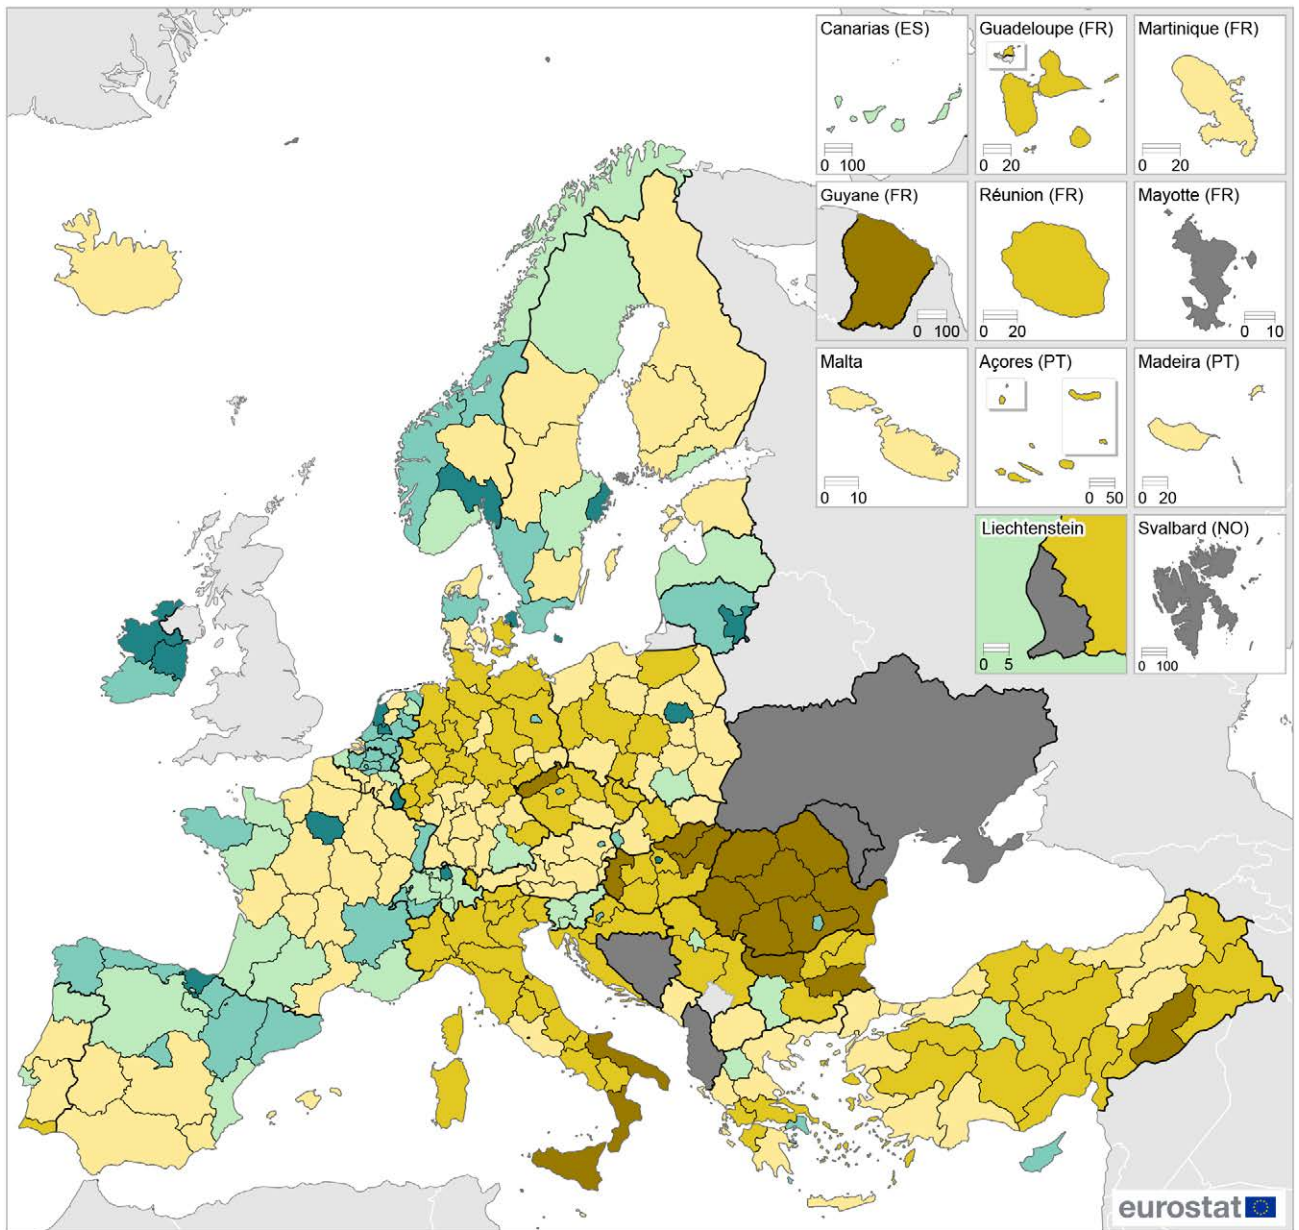 Canarias (ES)
0 100
Guadeloupe (FR)
0 20
Martinique (FR)
0 20
Guyane (FR)
0 100
Réunion (FR)
0 20
Mayotte (FR)
0 10
Malta
0 10
Açores (PT)
0 50
Madeira (PT)
0 20
Liechtenstein
0 5
Svalbard (NO)
0 100
eurostat